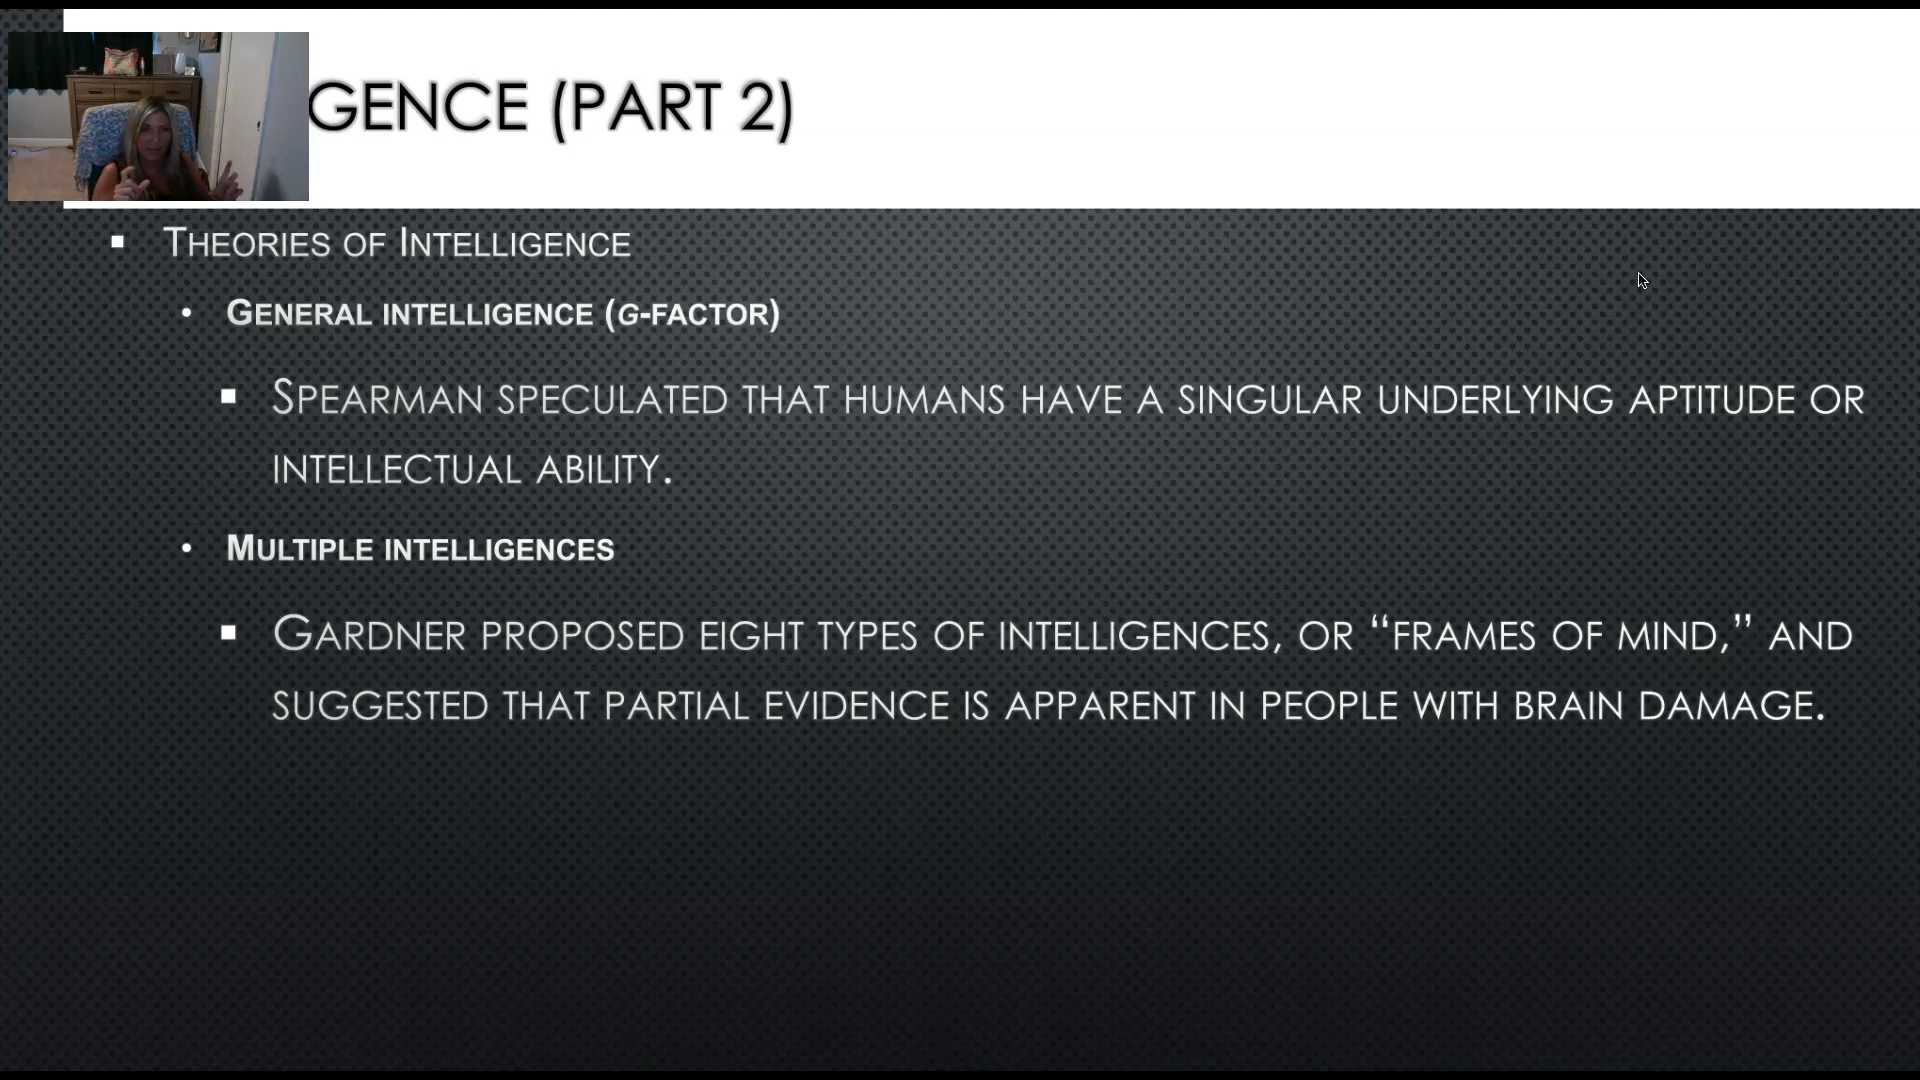 GENCE (PART 2)
▪ THEORIES OF INTELLIGENCE
• GENERAL INTELLIGENCE (G-FACTOR)
▪ SPEARMAN SPECULATED THAT HUMANS HAVE A SINGULAR UNDERLYING APTITUDE OR
INTELLECTUAL ABILITY.
• MULTIPLE INTELLIGENCES
▪ GARDNER PROPOSED EIGHT TYPES OF INTELLIGENCES, OR “FRAMES OF MIND,” AND
SUGGESTED THAT PARTIAL EVIDENCE IS APPARENT IN PEOPLE WITH BRAIN DAMAGE.